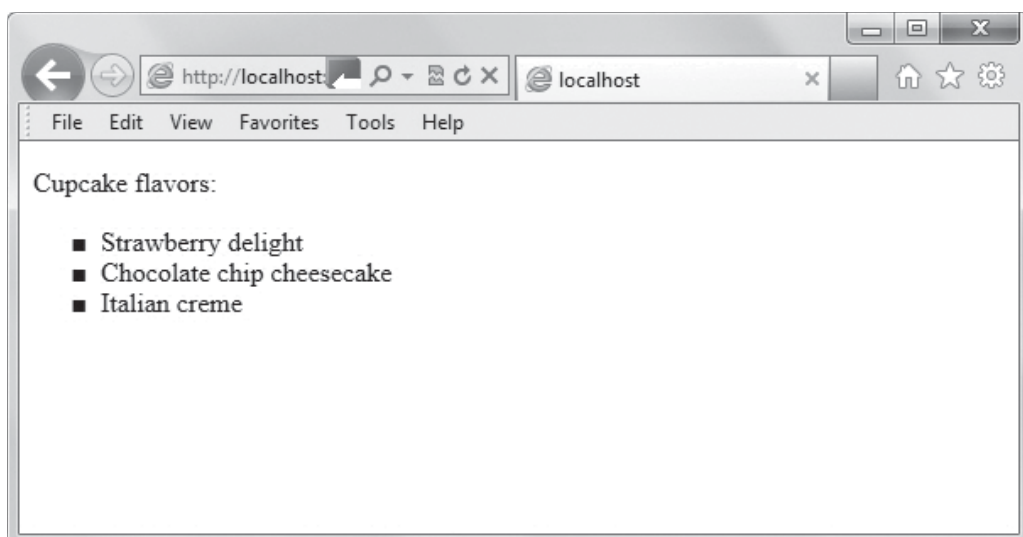 http://localhost:
localhost
File Edit View Favorites Tools Help
Cupcake flavors:
Strawberry delight
Chocolate chip cheesecake
Italian creme